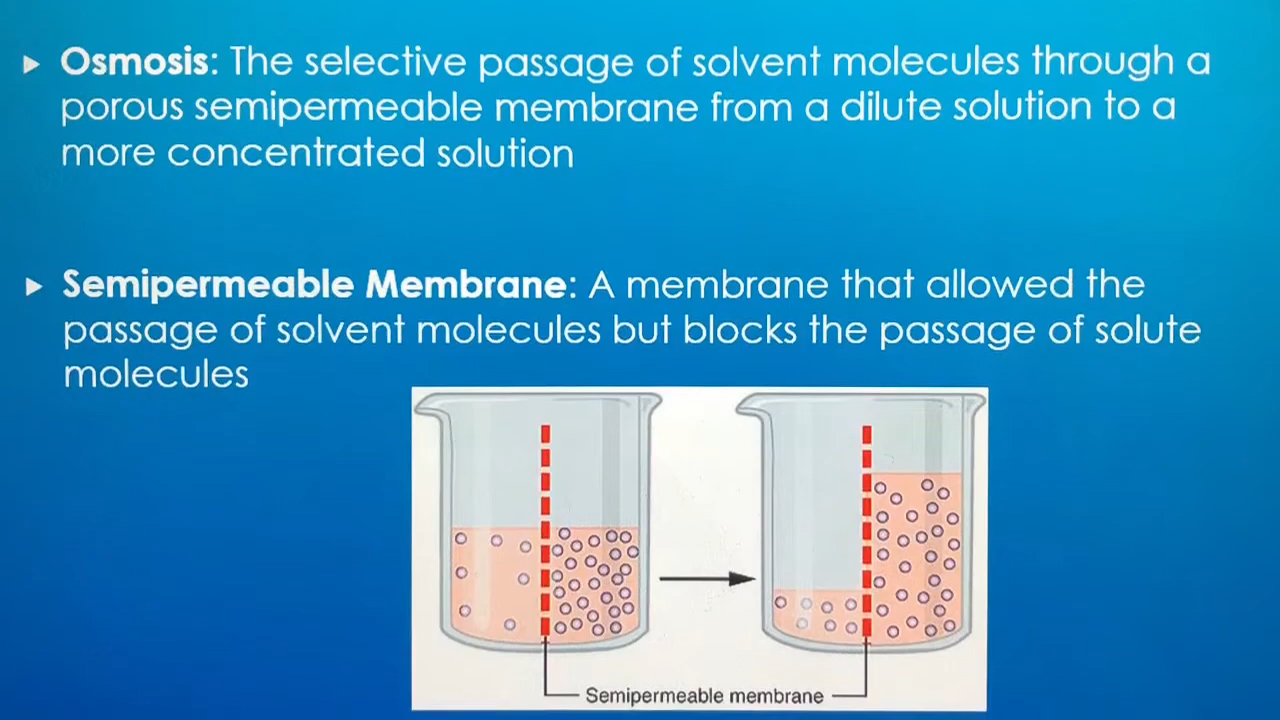 Osmosis: The selective passage of solvent molecules through a
porous semipermeable membrane from a dilute solution to a
more concentrated solution
Semipermeable Membrane: A membrane that allowed the
passage of solvent molecules but blocks the passage of solute
molecules
Semipermeable membrane